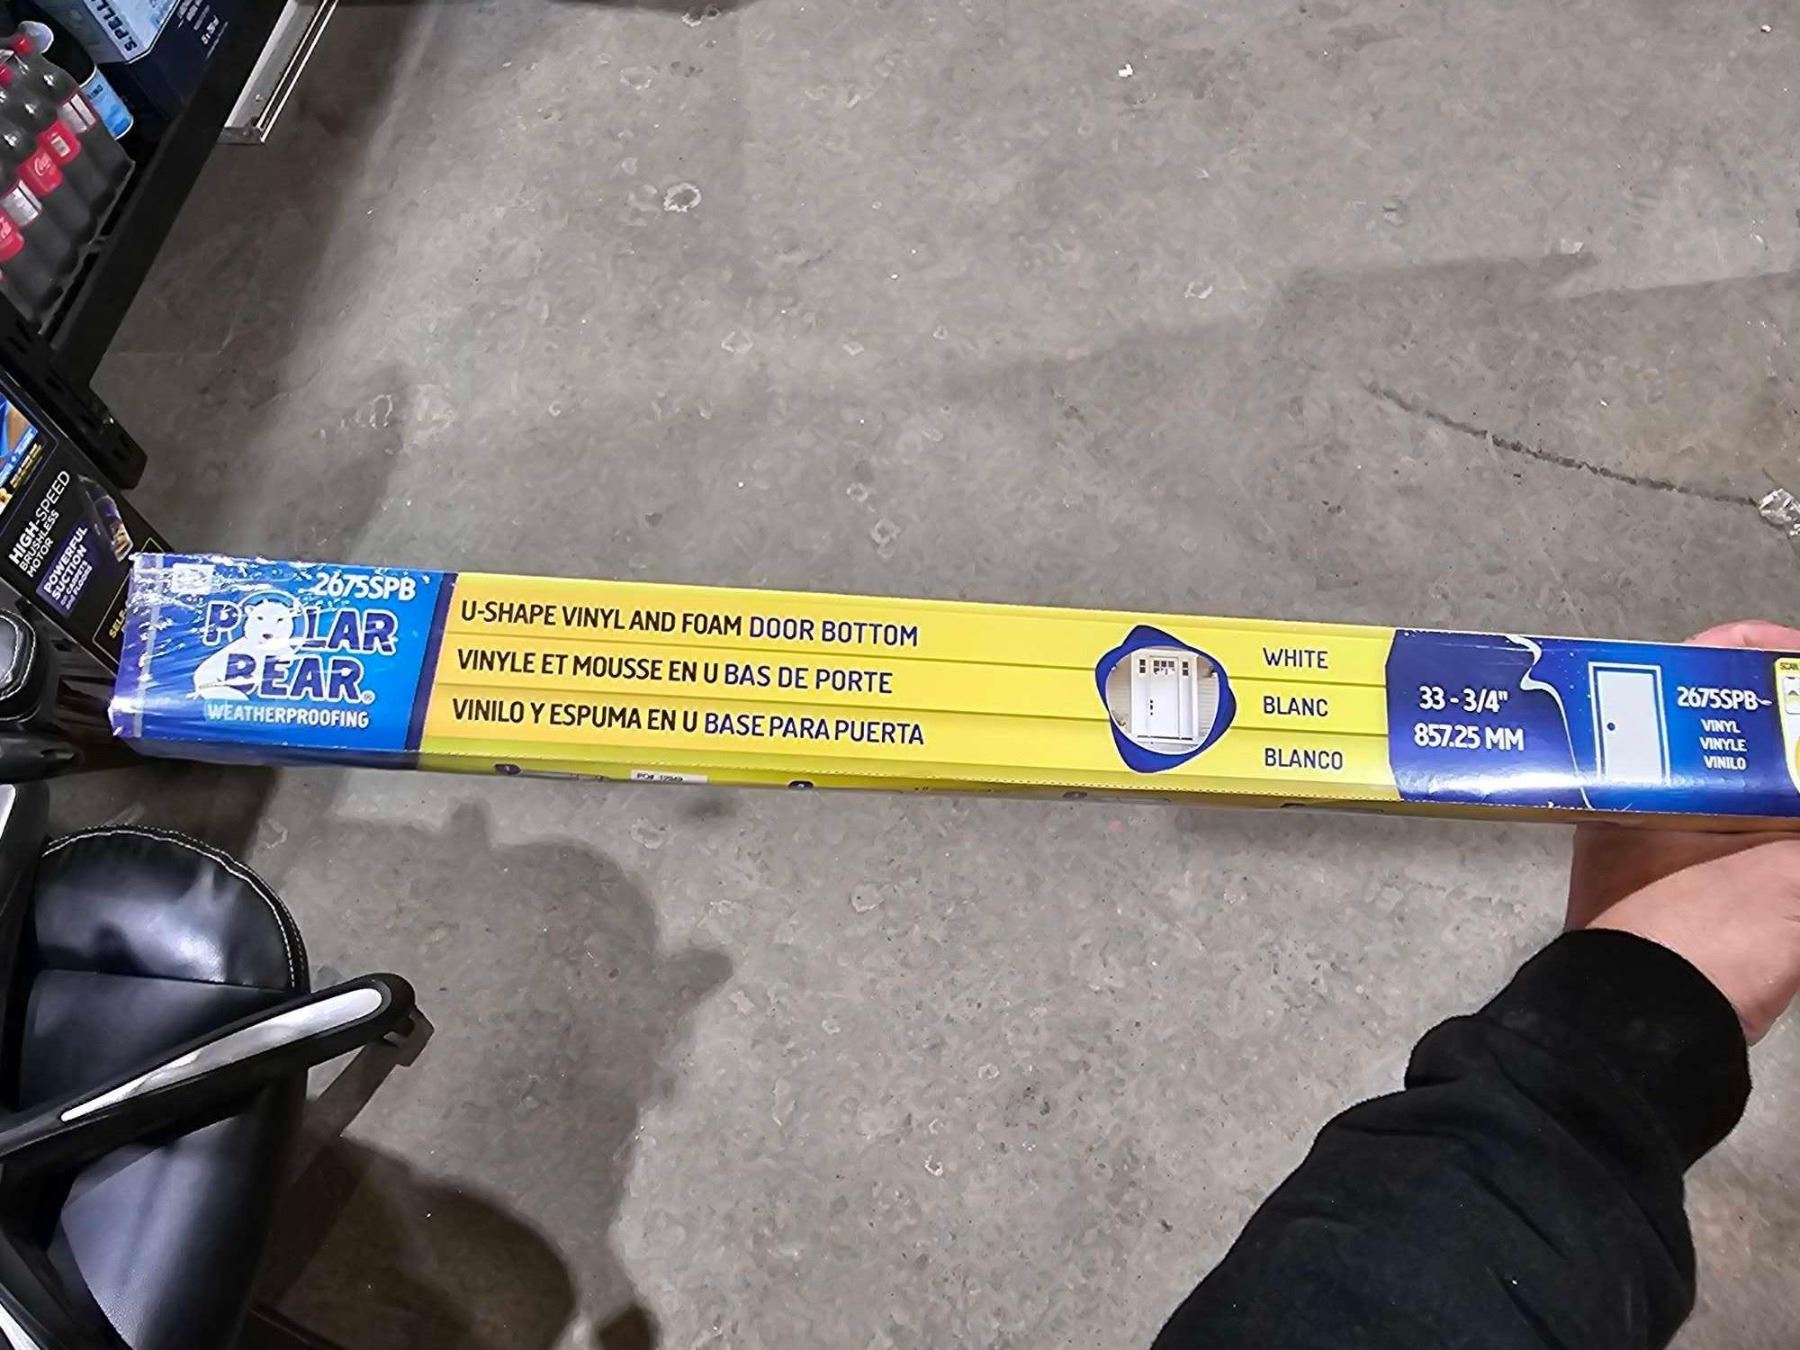 S.PELL
HIGH-SPEED
BRUSHLESS
MOTOR
POWERFUL
SUCTION
2675SPB
POLAR
BEAR®
WEATHERPROOFING
U-SHAPE VINYL AND FOAM DOOR BOTTOM
VINYLE ET MOUSSE EN U BAS DE PORTE
VINILO Y ESPUMA EN U BASE PARA PUERTA
WHITE
BLANC
BLANCO
33 - 3/4"
857.25 MM
2675SPB-
VINYL
VINYLE
VINILO
SCAN